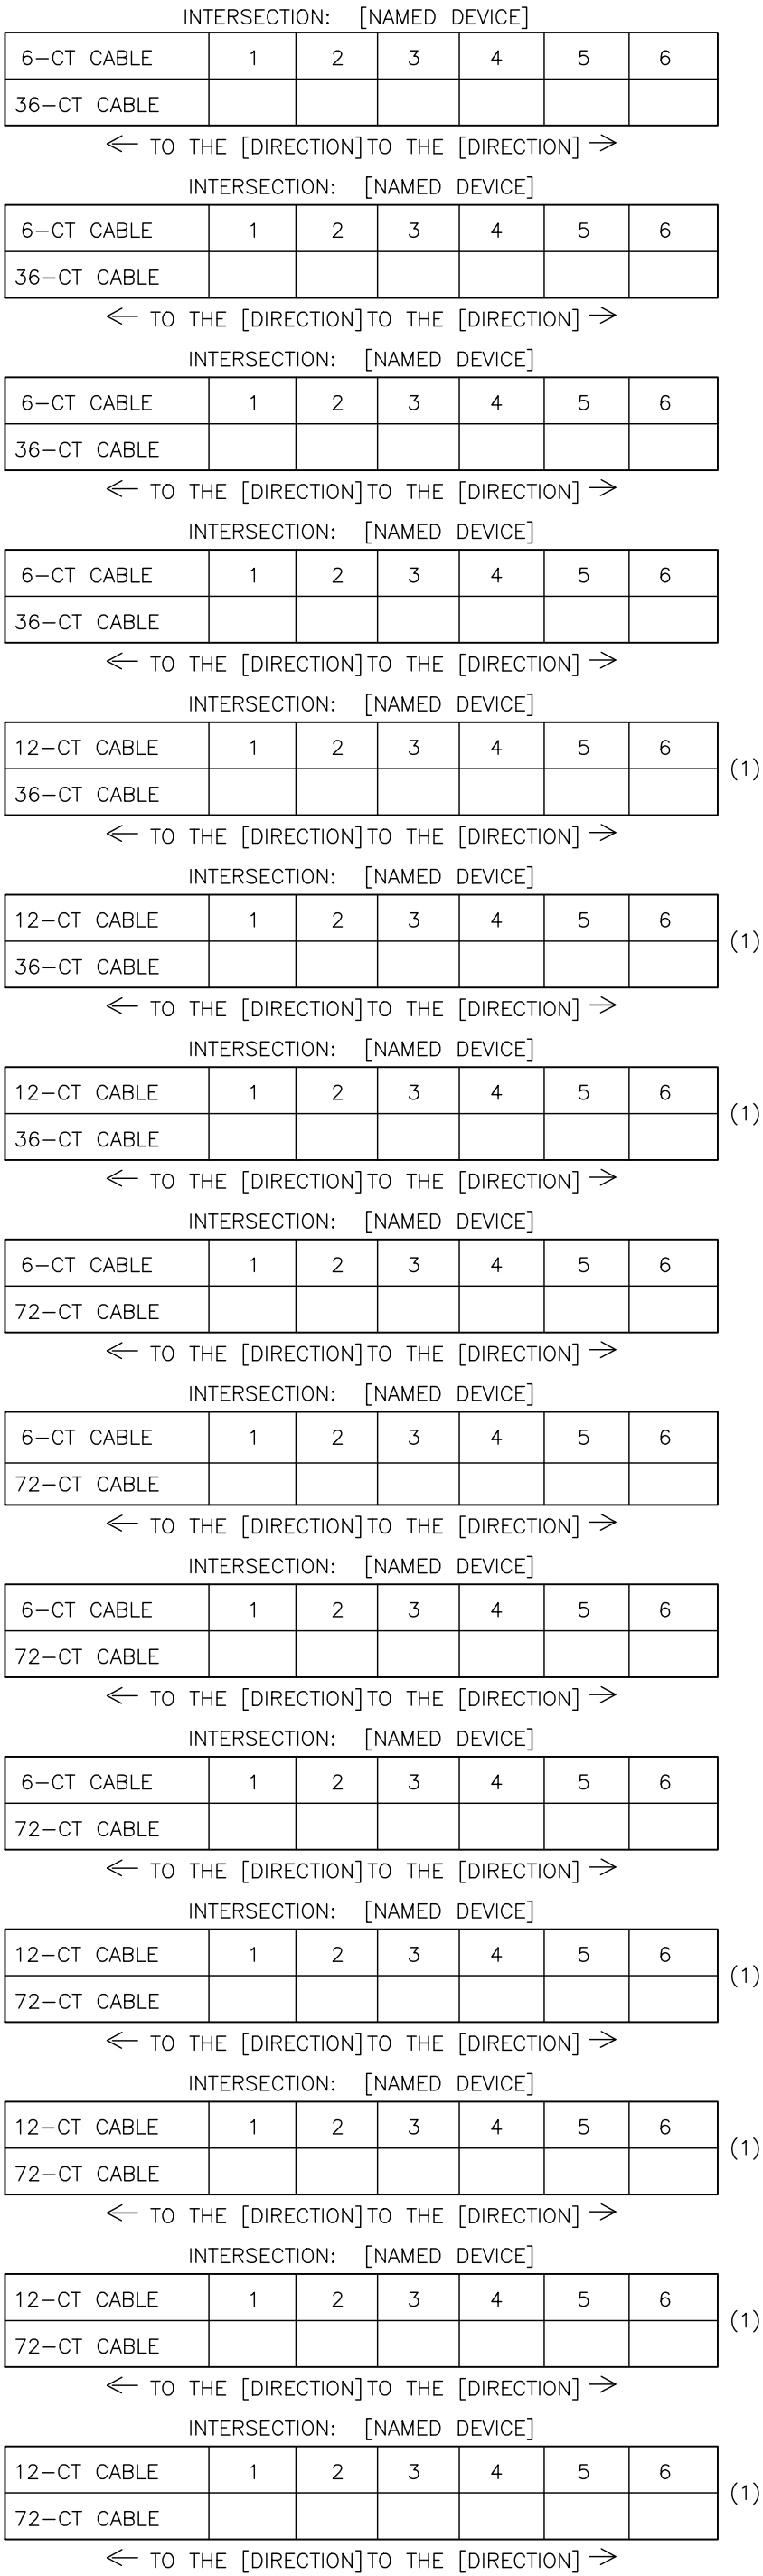 INTERSECTION: [NAMED DEVICE]
6-CT CABLE 1 2 3 4 5 6
36-CT CABLE
← TO THE [DIRECTION] TO THE [DIRECTION] →
INTERSECTION: [NAMED DEVICE]
6-CT CABLE 1 2 3 4 5 6
36-CT CABLE
← TO THE [DIRECTION] TO THE [DIRECTION] →
INTERSECTION: [NAMED DEVICE]
6-CT CABLE 1 2 3 4 5 6
36-CT CABLE
← TO THE [DIRECTION] TO THE [DIRECTION] →
INTERSECTION: [NAMED DEVICE]
6-CT CABLE 1 2 3 4 5 6
36-CT CABLE
← TO THE [DIRECTION] TO THE [DIRECTION] →
INTERSECTION: [NAMED DEVICE]
12-CT CABLE 1 2 3 4 5 6
(1)
36-CT CABLE
← TO THE [DIRECTION] TO THE [DIRECTION] →
INTERSECTION: [NAMED DEVICE]
12-CT CABLE 1 2 3 4 5 6
(1)
36-CT CABLE
← TO THE [DIRECTION] TO THE [DIRECTION] →
INTERSECTION: [NAMED DEVICE]
12-CT CABLE 1 2 3 4 5 6
(1)
36-CT CABLE
← TO THE [DIRECTION] TO THE [DIRECTION] →
INTERSECTION: [NAMED DEVICE]
6-CT CABLE 1 2 3 4 5 6
72-CT CABLE
← TO THE [DIRECTION] TO THE [DIRECTION] →
INTERSECTION: [NAMED DEVICE]
6-CT CABLE 1 2 3 4 5 6
72-CT CABLE
← TO THE [DIRECTION] TO THE [DIRECTION] →
INTERSECTION: [NAMED DEVICE]
6-CT CABLE 1 2 3 4 5 6
72-CT CABLE
← TO THE [DIRECTION] TO THE [DIRECTION] →
INTERSECTION: [NAMED DEVICE]
6-CT CABLE 1 2 3 4 5 6
72-CT CABLE
← TO THE [DIRECTION] TO THE [DIRECTION] →
INTERSECTION: [NAMED DEVICE]
12-CT CABLE 1 2 3 4 5 6
(1)
72-CT CABLE
← TO THE [DIRECTION] TO THE [DIRECTION] →
INTERSECTION: [NAMED DEVICE]
12-CT CABLE 1 2 3 4 5 6
(1)
72-CT CABLE
← TO THE [DIRECTION] TO THE [DIRECTION] →
INTERSECTION: [NAMED DEVICE]
12-CT CABLE 1 2 3 4 5 6
(1)
72-CT CABLE
← TO THE [DIRECTION] TO THE [DIRECTION] →
INTERSECTION: [NAMED DEVICE]
12-CT CABLE 1 2 3 4 5 6
(1)
72-CT CABLE
← TO THE [DIRECTION] TO THE [DIRECTION] →